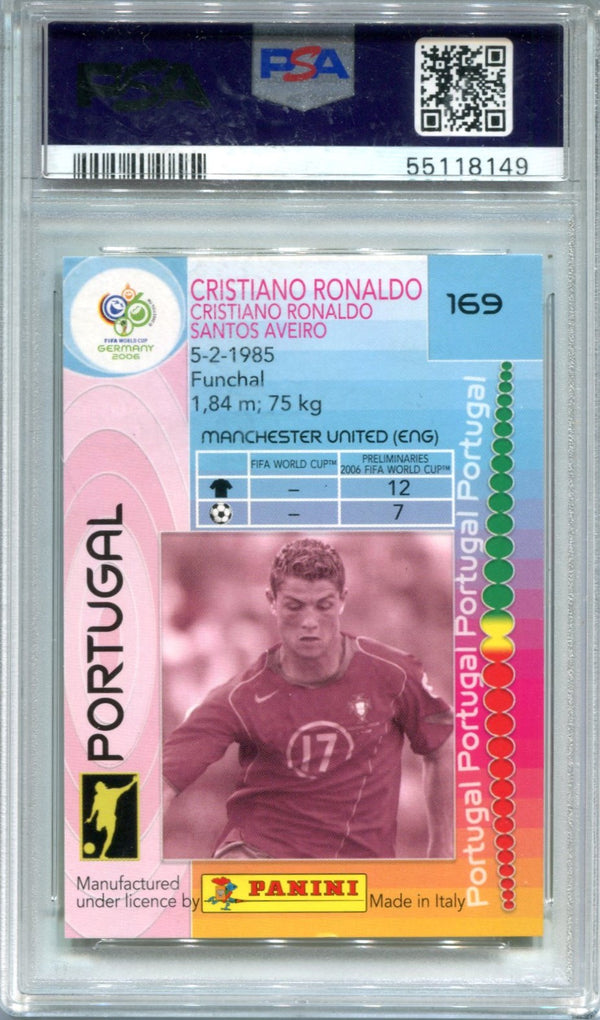 PSA
PSA
55118149
FIFA WORLD CUP
GERMANY
2006
CRISTIANO RONALDO
CRISTIANO RONALDO
SANTOS AVEIRO
5-2-1985
Funchal
1,84 m; 75 kg
169
MANCHESTER UNITED (ENG)
FIFA WORLD CUP™
PRELIMINARIES
2006 FIFA WORLD CUP™
– 12
– 7
PORTUGAL
Portugal Portugal Portugal Portugal Portugal
17
Manufactured
under licence by PANINI Made in Italy